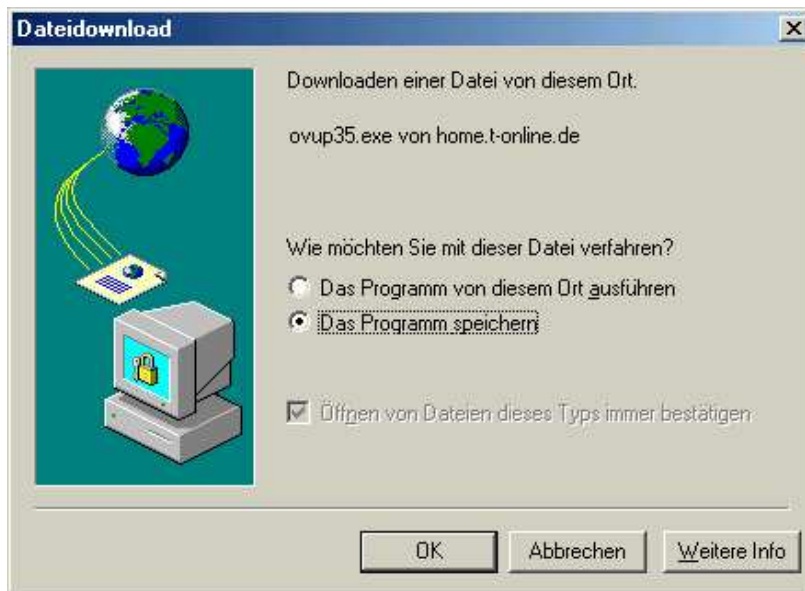 Dateidownload
Downloaden einer Datei von diesem Ort.
ovup35.exe von home.t-online.de
Wie möchten Sie mit dieser Datei verfahren?
Das Programm von diesem Ort ausführen
Das Programm speichern
Öffnen von Dateien dieses Typs immer bestätigen
OK Abbrechen Weitere Info